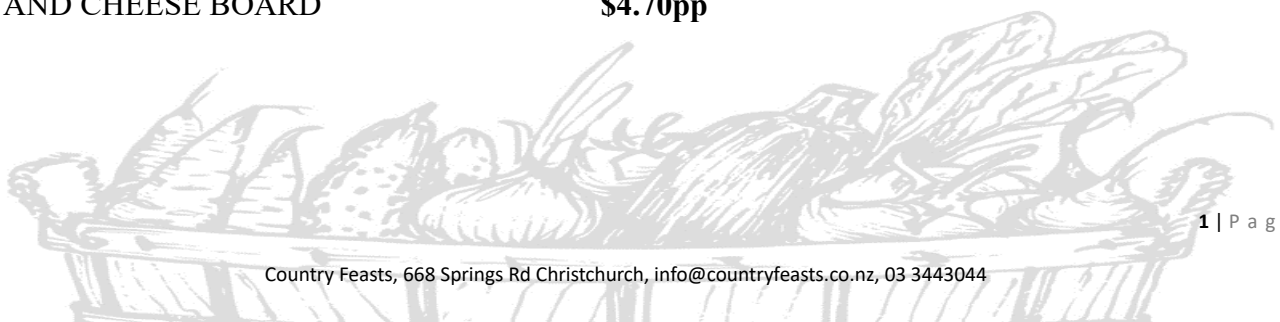 AND CHEESE BOARD $4.70pp
1 | P a g
Country Feasts, 668 Springs Rd Christchurch, info@countryfeasts.co.nz, 03 3443044